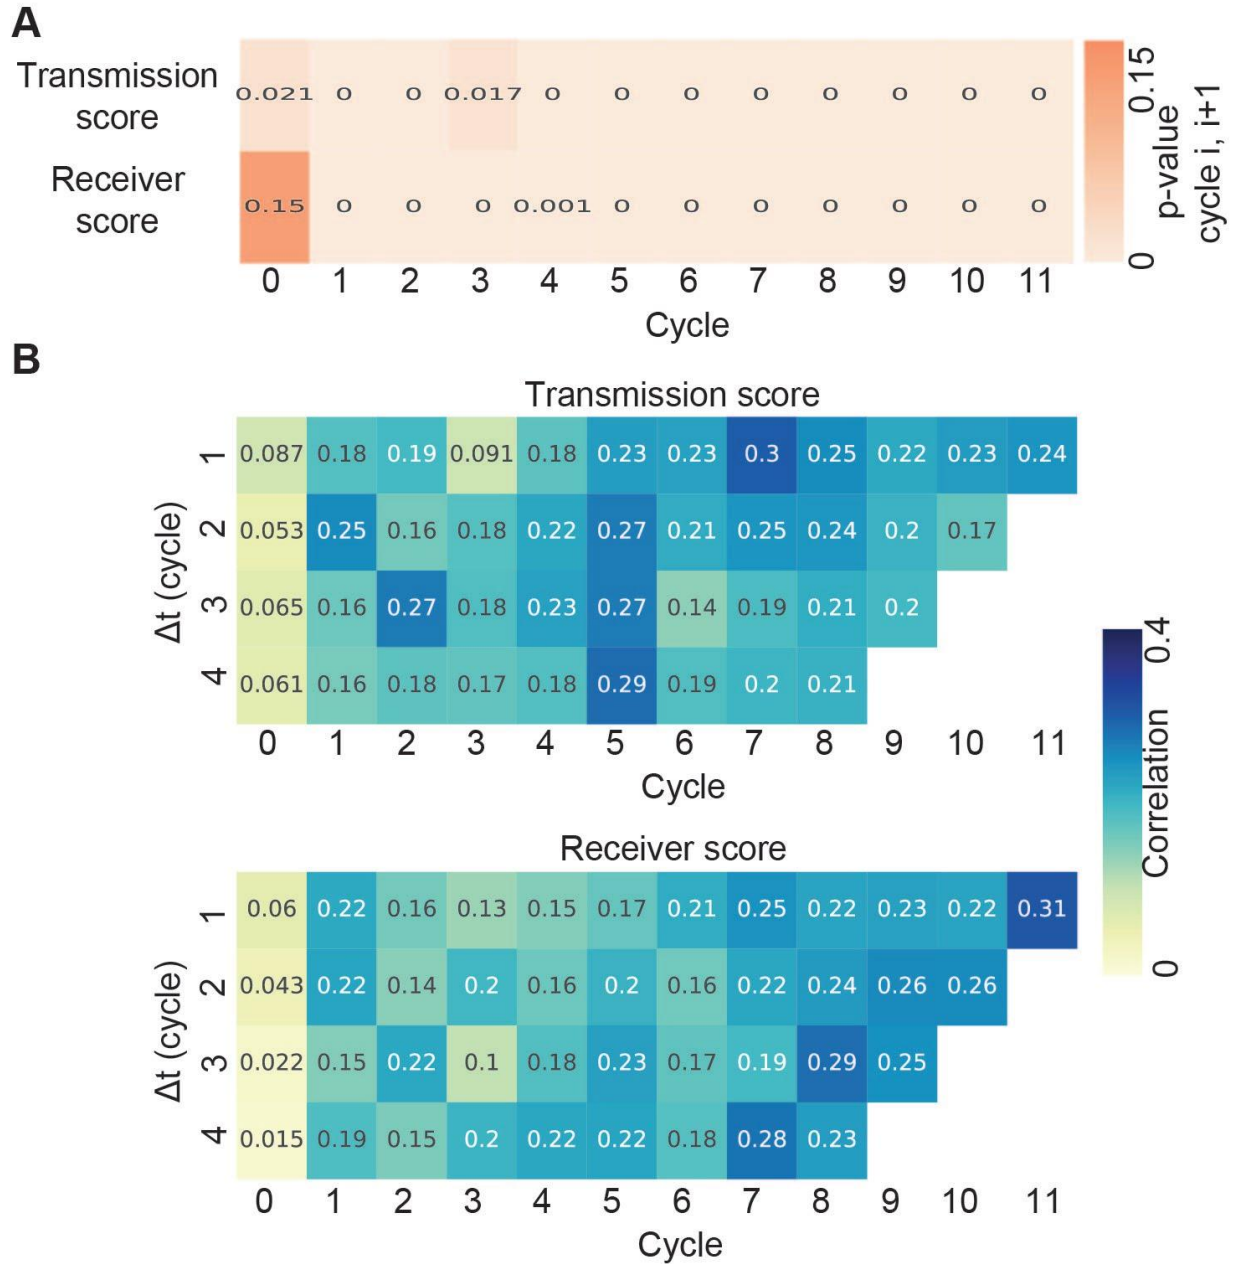 A
Transmission
score
0.021 0 0 0.017 0 0 0 0 0 0 0 0
Receiver
score
0.15 0 0 0 0.001 0 0 0 0 0 0 0
0 1 2 3 4 5 6 7 8 9 10 11
Cycle
0 0.15
p-value
cycle i, i+1
B
Transmission score
Δt (cycle)
1 0.087 0.18 0.19 0.091 0.18 0.23 0.23 0.3 0.25 0.22 0.23 0.24
2 0.053 0.25 0.16 0.18 0.22 0.27 0.21 0.25 0.24 0.2 0.17
3 0.065 0.16 0.27 0.18 0.23 0.27 0.14 0.19 0.21 0.2
4 0.061 0.16 0.18 0.17 0.18 0.29 0.19 0.2 0.21
0 1 2 3 4 5 6 7 8 9 10 11
Cycle
Receiver score
Δt (cycle)
1 0.06 0.22 0.16 0.13 0.15 0.17 0.21 0.25 0.22 0.23 0.22 0.31
2 0.043 0.22 0.14 0.2 0.16 0.2 0.16 0.22 0.24 0.26 0.26
3 0.022 0.15 0.22 0.1 0.18 0.23 0.17 0.19 0.29 0.25
4 0.015 0.19 0.15 0.2 0.22 0.22 0.18 0.28 0.23
0 1 2 3 4 5 6 7 8 9 10 11
Cycle
0 Correlation 0.4